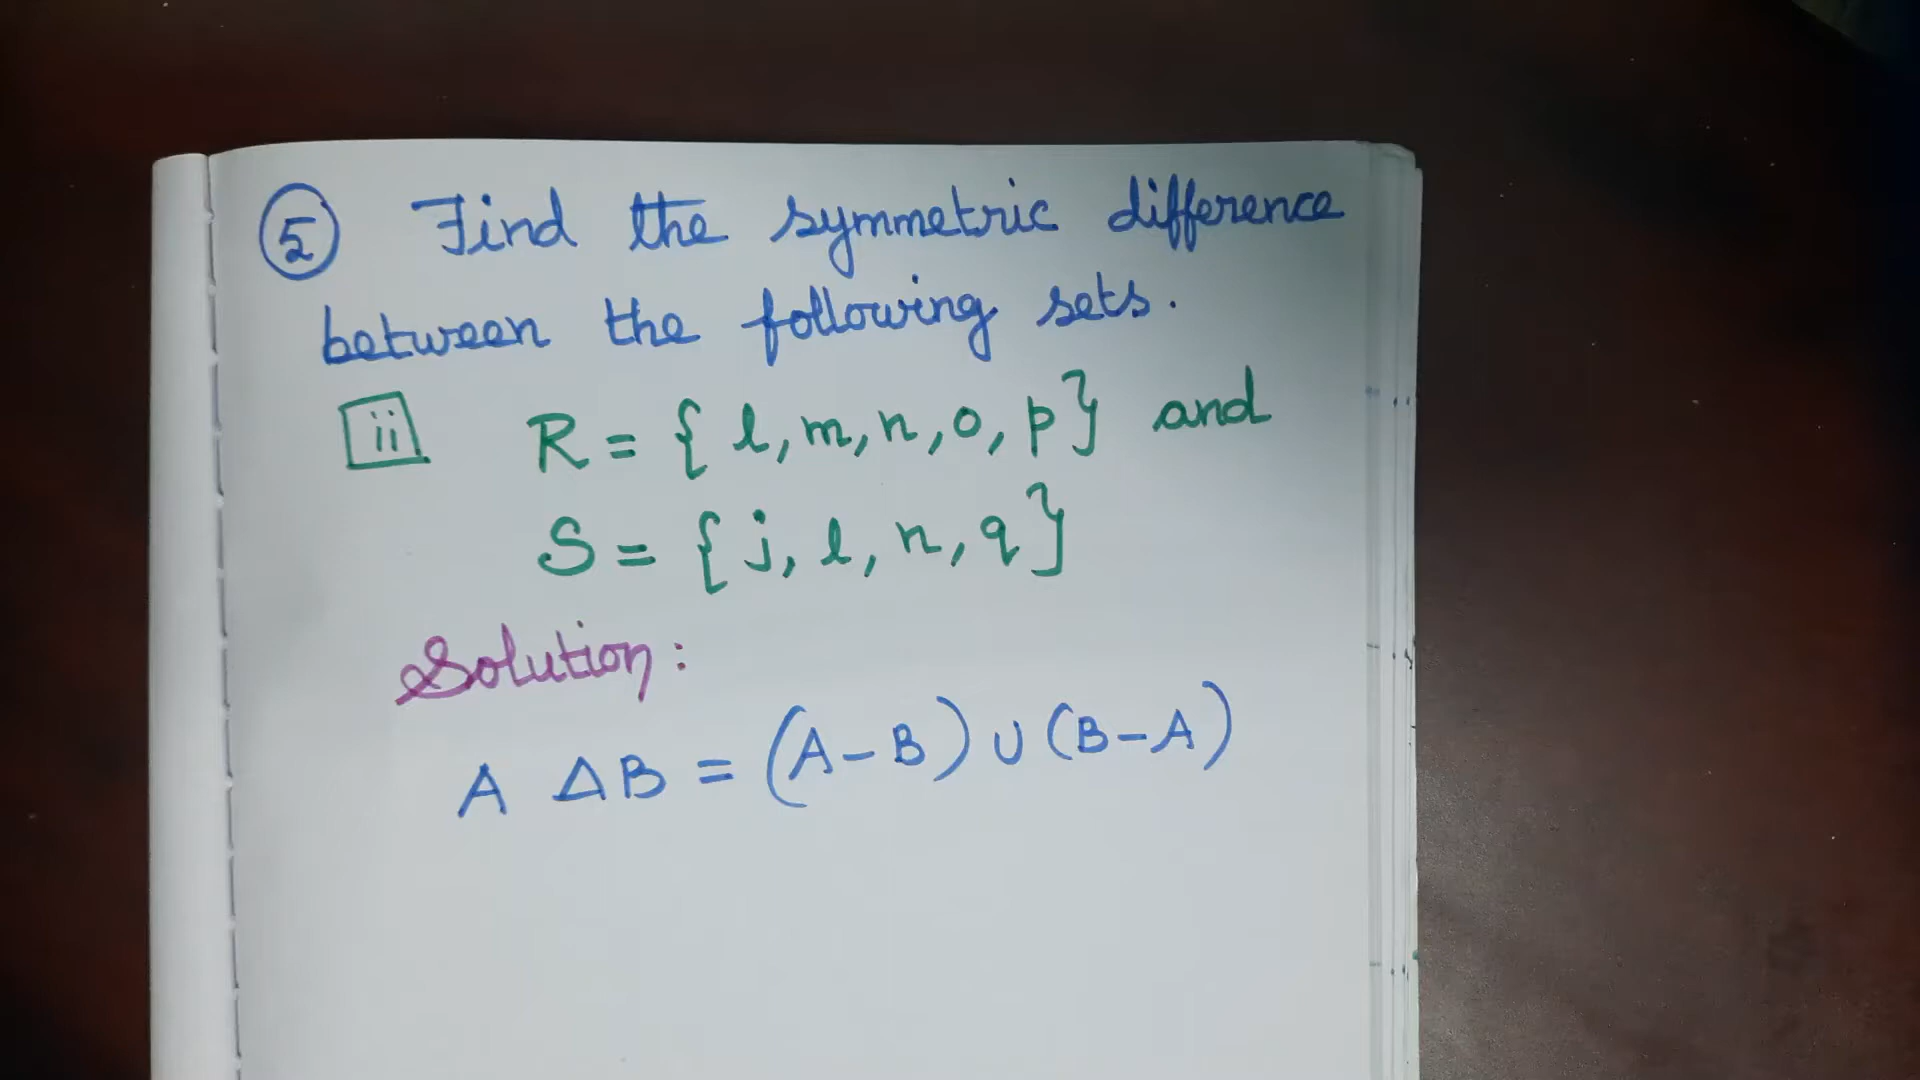 5 Find the symmetric difference
between the following sets.
ii R = { l, m, n, o, p} and
S = { j, l, n, q}
Solution:
A Δ B = (A - B) ∪ (B - A)